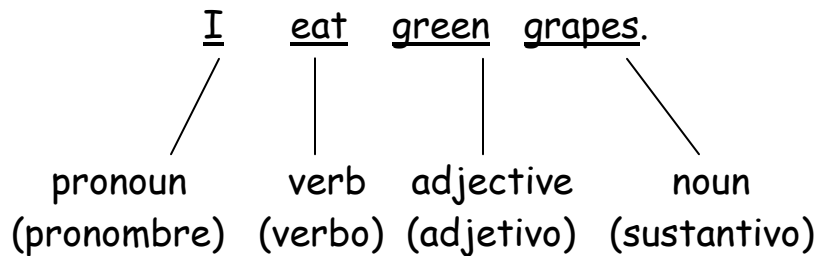 I eat green grapes.
pronoun verb adjective noun
(pronombre) (verbo) (adjetivo) (sustantivo)